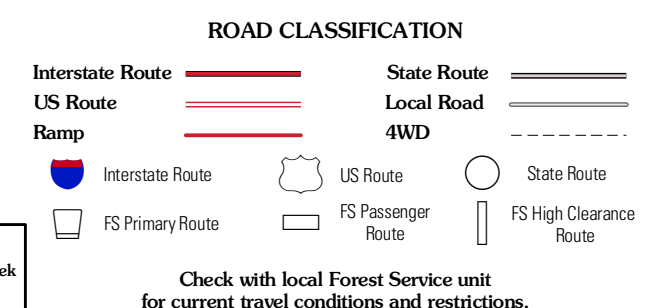 ROAD CLASSIFICATION
Interstate Route
State Route
US Route
Local Road
Ramp
4WD
Interstate Route
US Route
State Route
FS Primary Route
FS Passenger
Route
FS High Clearance
Route
Check with local Forest Service unit
for current travel conditions and restrictions.